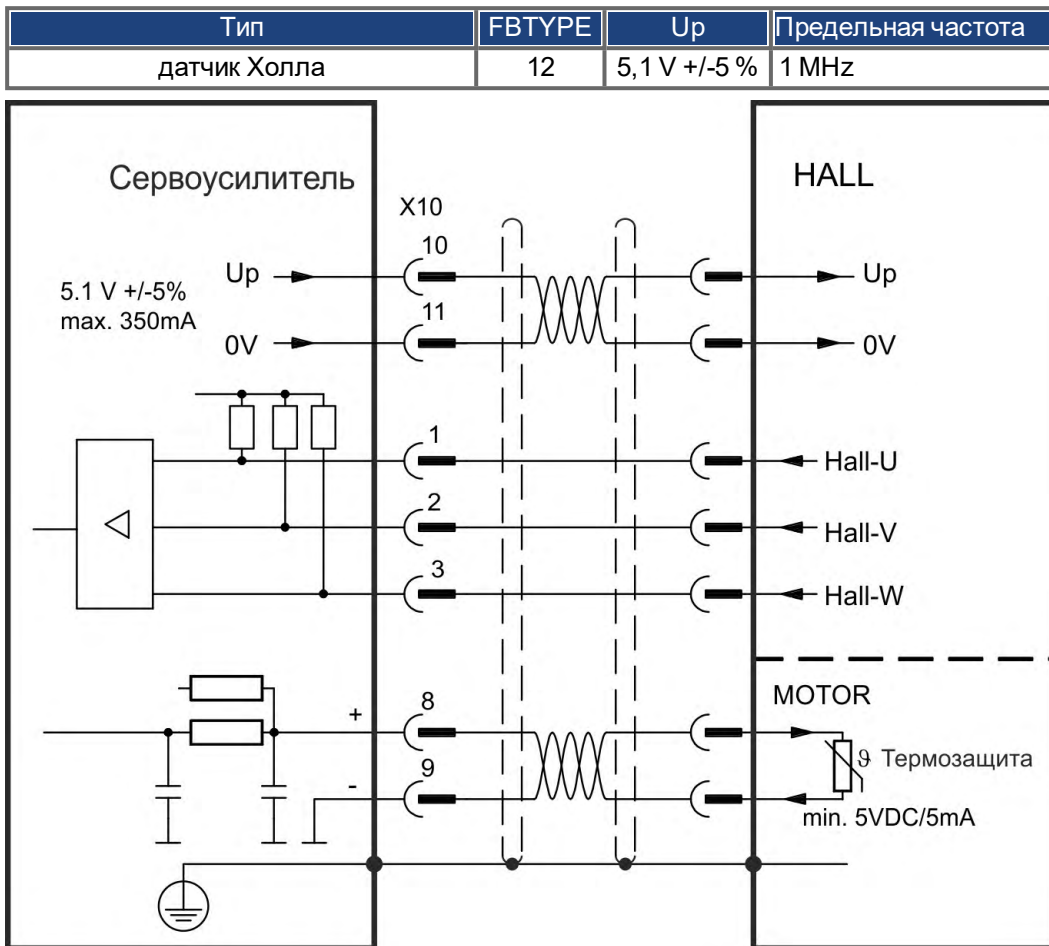 Тип FBTYPE Up Предельная частота
датчик Холла 12 5,1 V +/-5 % 1 MHz
Сервоусилитель
HALL
X10
10
Up
Up
5.1 V +/-5%
max. 350mA
11
0V
0V
1
Hall-U
2
Hall-V
3
Hall-W
MOTOR
8
+
ϑ Термозащита
9
-
min. 5VDC/5mA